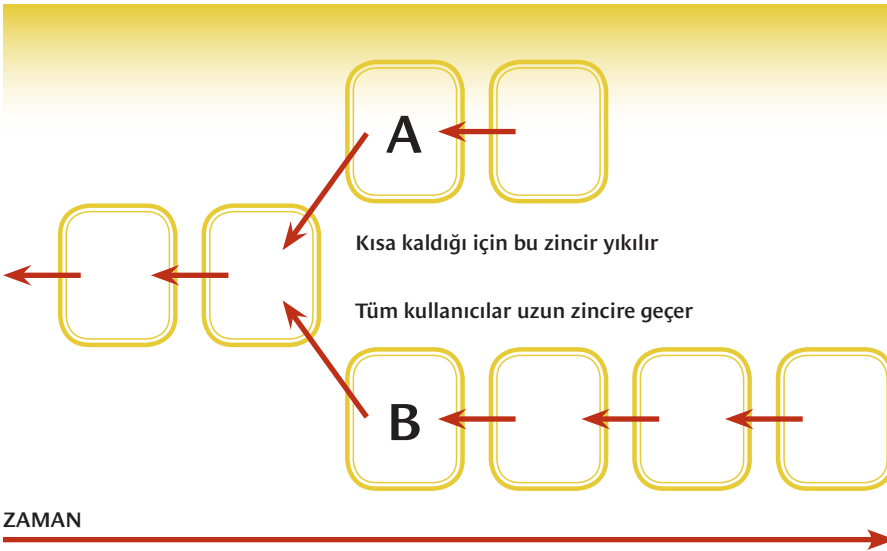 A
Kısa kaldığı için bu zincir yıkılır
Tüm kullanıcılar uzun zincire geçer
B
ZAMAN